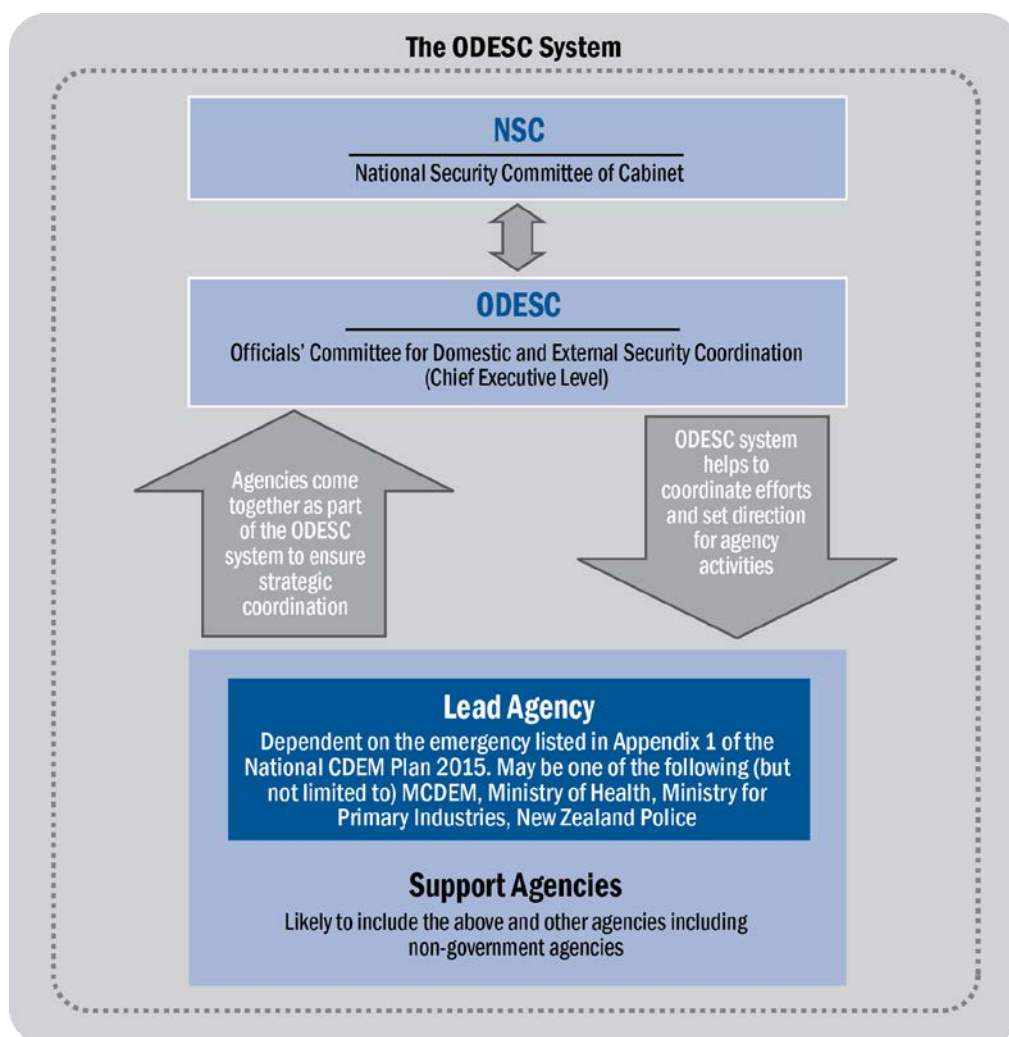 The ODESC System
NSC
National Security Committee of Cabinet
ODESC
Officials' Committee for Domestic and External Security Coordination
(Chief Executive Level)
Agencies come
together as part
of the ODESC
system to ensure
strategic
coordination
ODESC system
helps to
coordinate efforts
and set direction
for agency
activities
Lead Agency
Dependent on the emergency listed in Appendix 1 of the
National CDEM Plan 2015. May be one of the following (but
not limited to) MCDEM, Ministry of Health, Ministry for
Primary Industries, New Zealand Police
Support Agencies
Likely to include the above and other agencies including
non-government agencies